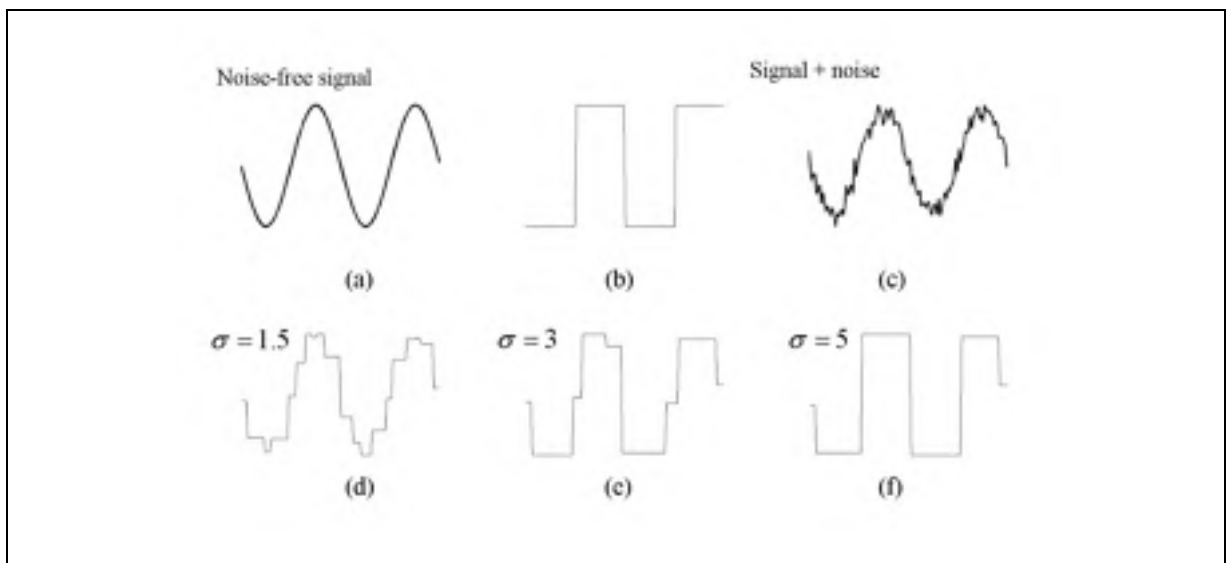 Noise-free signal
Signal + noise
(a)
(b)
(c)
σ = 1.5
σ = 3
σ = 5
(d)
(e)
(f)